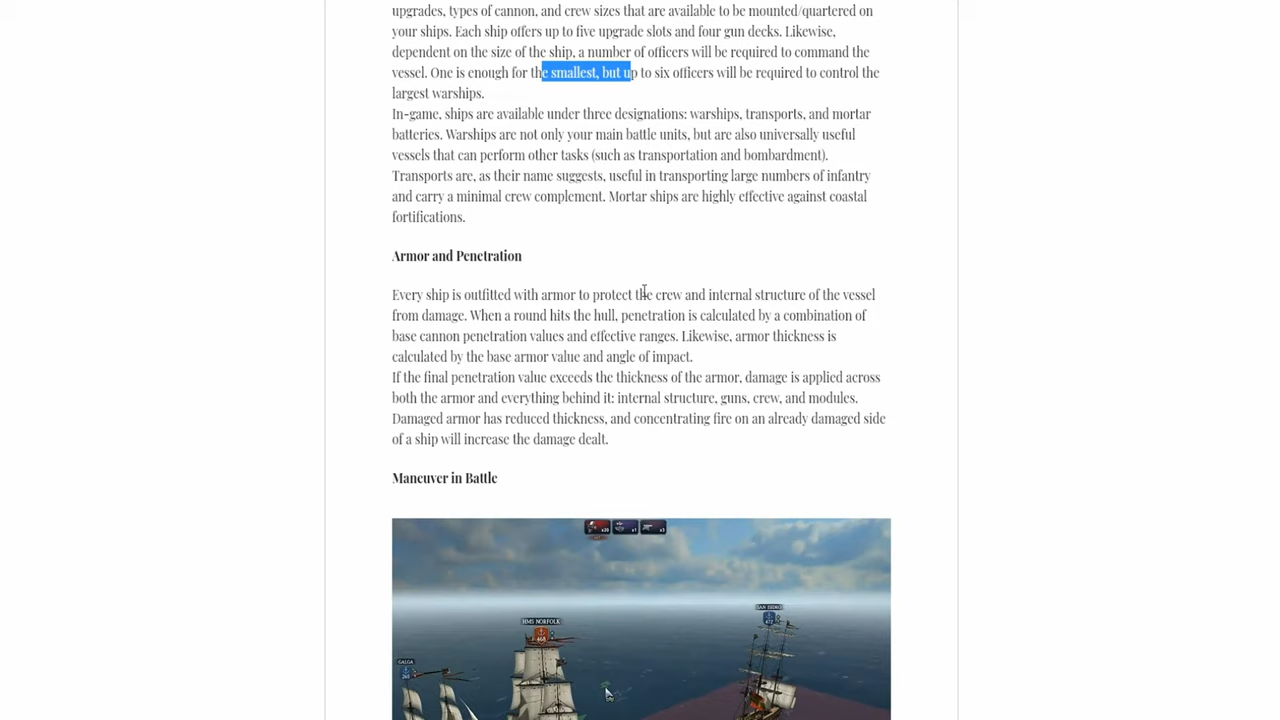 upgrades, types of cannon, and crew sizes that are available to be mounted/quartered on
your ships. Each ship offers up to five upgrade slots and four gun decks. Likewise,
dependent on the size of the ship, a number of officers will be required to command the
vessel. One is enough for the smallest, but up to six officers will be required to control the
largest warships.
In-game, ships are available under three designations: warships, transports, and mortar
batteries. Warships are not only your main battle units, but are also universally useful
vessels that can perform other tasks (such as transportation and bombardment).
Transports are, as their name suggests, useful in transporting large numbers of infantry
and carry a minimal crew complement. Mortar ships are highly effective against coastal
fortifications.
Armor and Penetration
Every ship is outfitted with armor to protect the crew and internal structure of the vessel
from damage. When a round hits the hull, penetration is calculated by a combination of
base cannon penetration values and effective ranges. Likewise, armor thickness is
calculated by the base armor value and angle of impact.
If the final penetration value exceeds the thickness of the armor, damage is applied across
both the armor and everything behind it: internal structure, guns, crew, and modules.
Damaged armor has reduced thickness, and concentrating fire on an already damaged side
of a ship will increase the damage dealt.
Maneuver in Battle
x20 x1 x3
SAN ISIDRO
HMS NORFOLK
468
GALGA